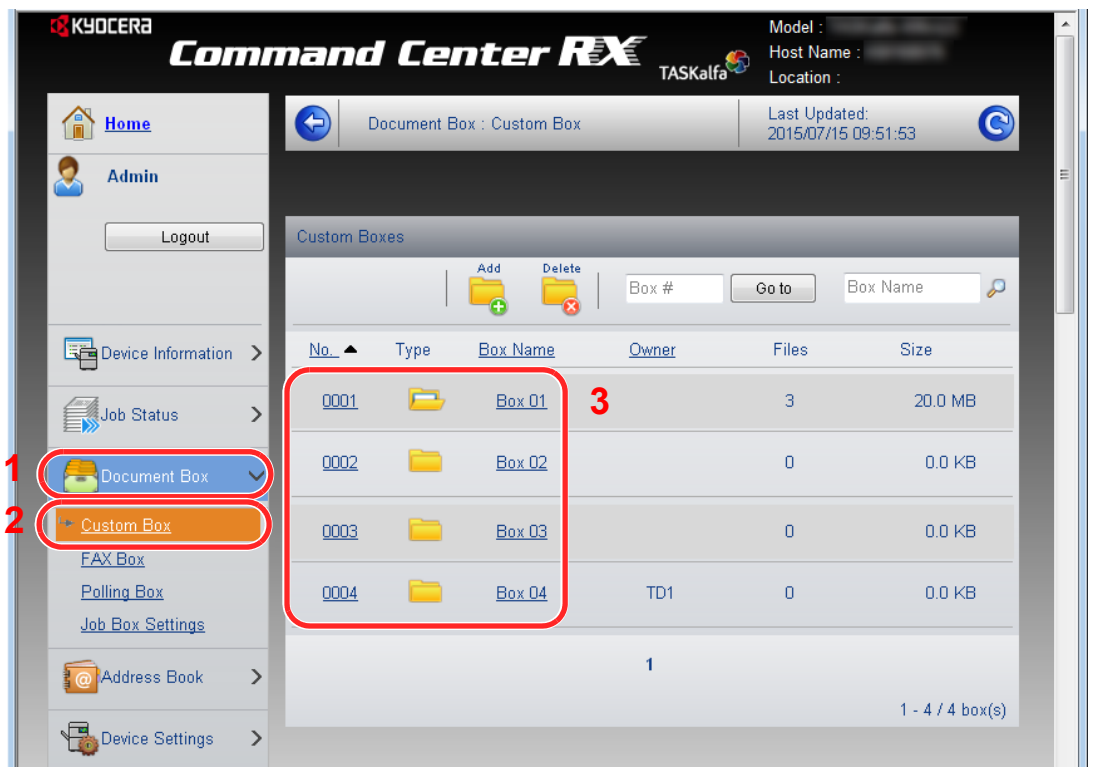 KYOCERA
Command Center RX
TASKalfa
Model :
Host Name :
Location :
Home
Admin
Logout
Document Box : Custom Box
Last Updated:
2015/07/15 09:51:53
Custom Boxes
Add Delete
Box # Go to Box Name
No. Type Box Name Owner Files Size
0001 Box 01 3 20.0 MB
0002 Box 02 0 0.0 KB
0003 Box 03 0 0.0 KB
0004 Box 04 TD1 0 0.0 KB
3
1
1 - 4 / 4 box(s)
Device Information
Job Status
1 Document Box
2 Custom Box
FAX Box
Polling Box
Job Box Settings
Address Book
Device Settings